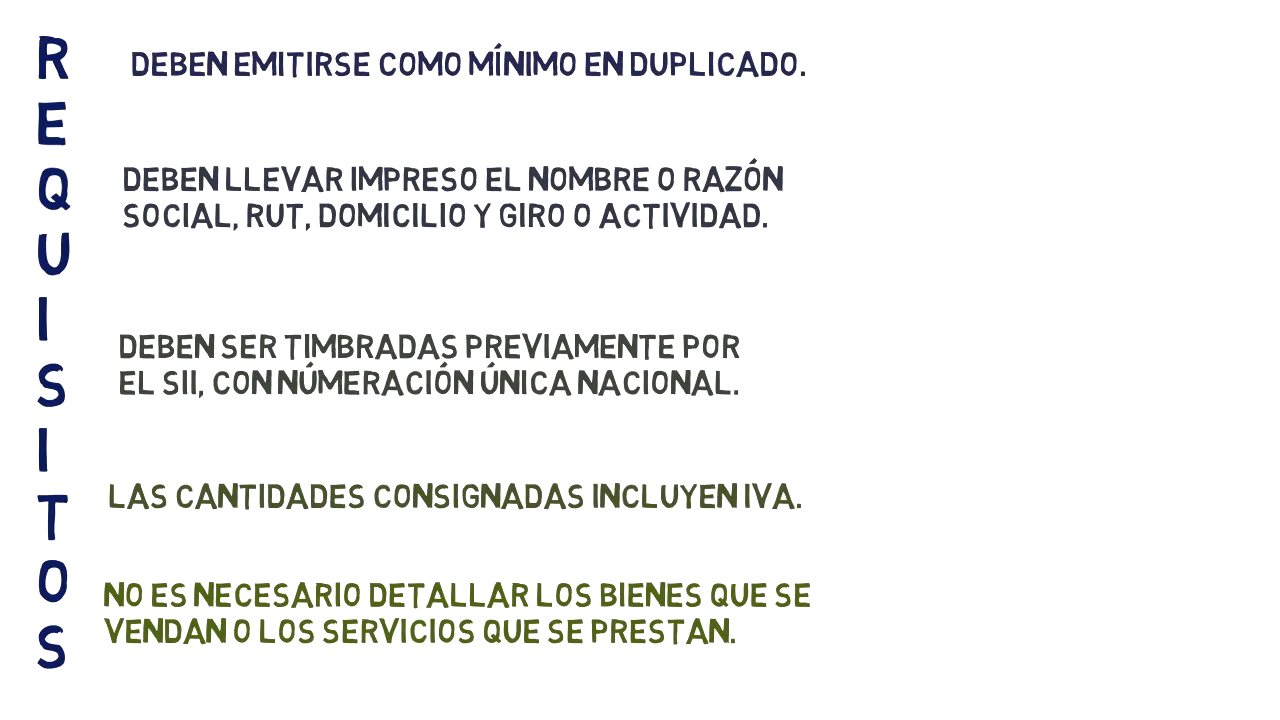 REQUISITOS
DEBEN EMITIRSE COMO MÍNIMO EN DUPLICADO.
DEBEN LLEVAR IMPRESO EL NOMBRE O RAZÓN
SOCIAL, RUT, DOMICILIO Y GIRO O ACTIVIDAD.
DEBEN SER TIMBRADAS PREVIAMENTE POR
EL SII, CON NÚMERACIÓN ÚNICA NACIONAL.
LAS CANTIDADES CONSIGNADAS INCLUYEN IVA.
NO ES NECESARIO DETALLAR LOS BIENES QUE SE
VENDAN O LOS SERVICIOS QUE SE PRESTAN.